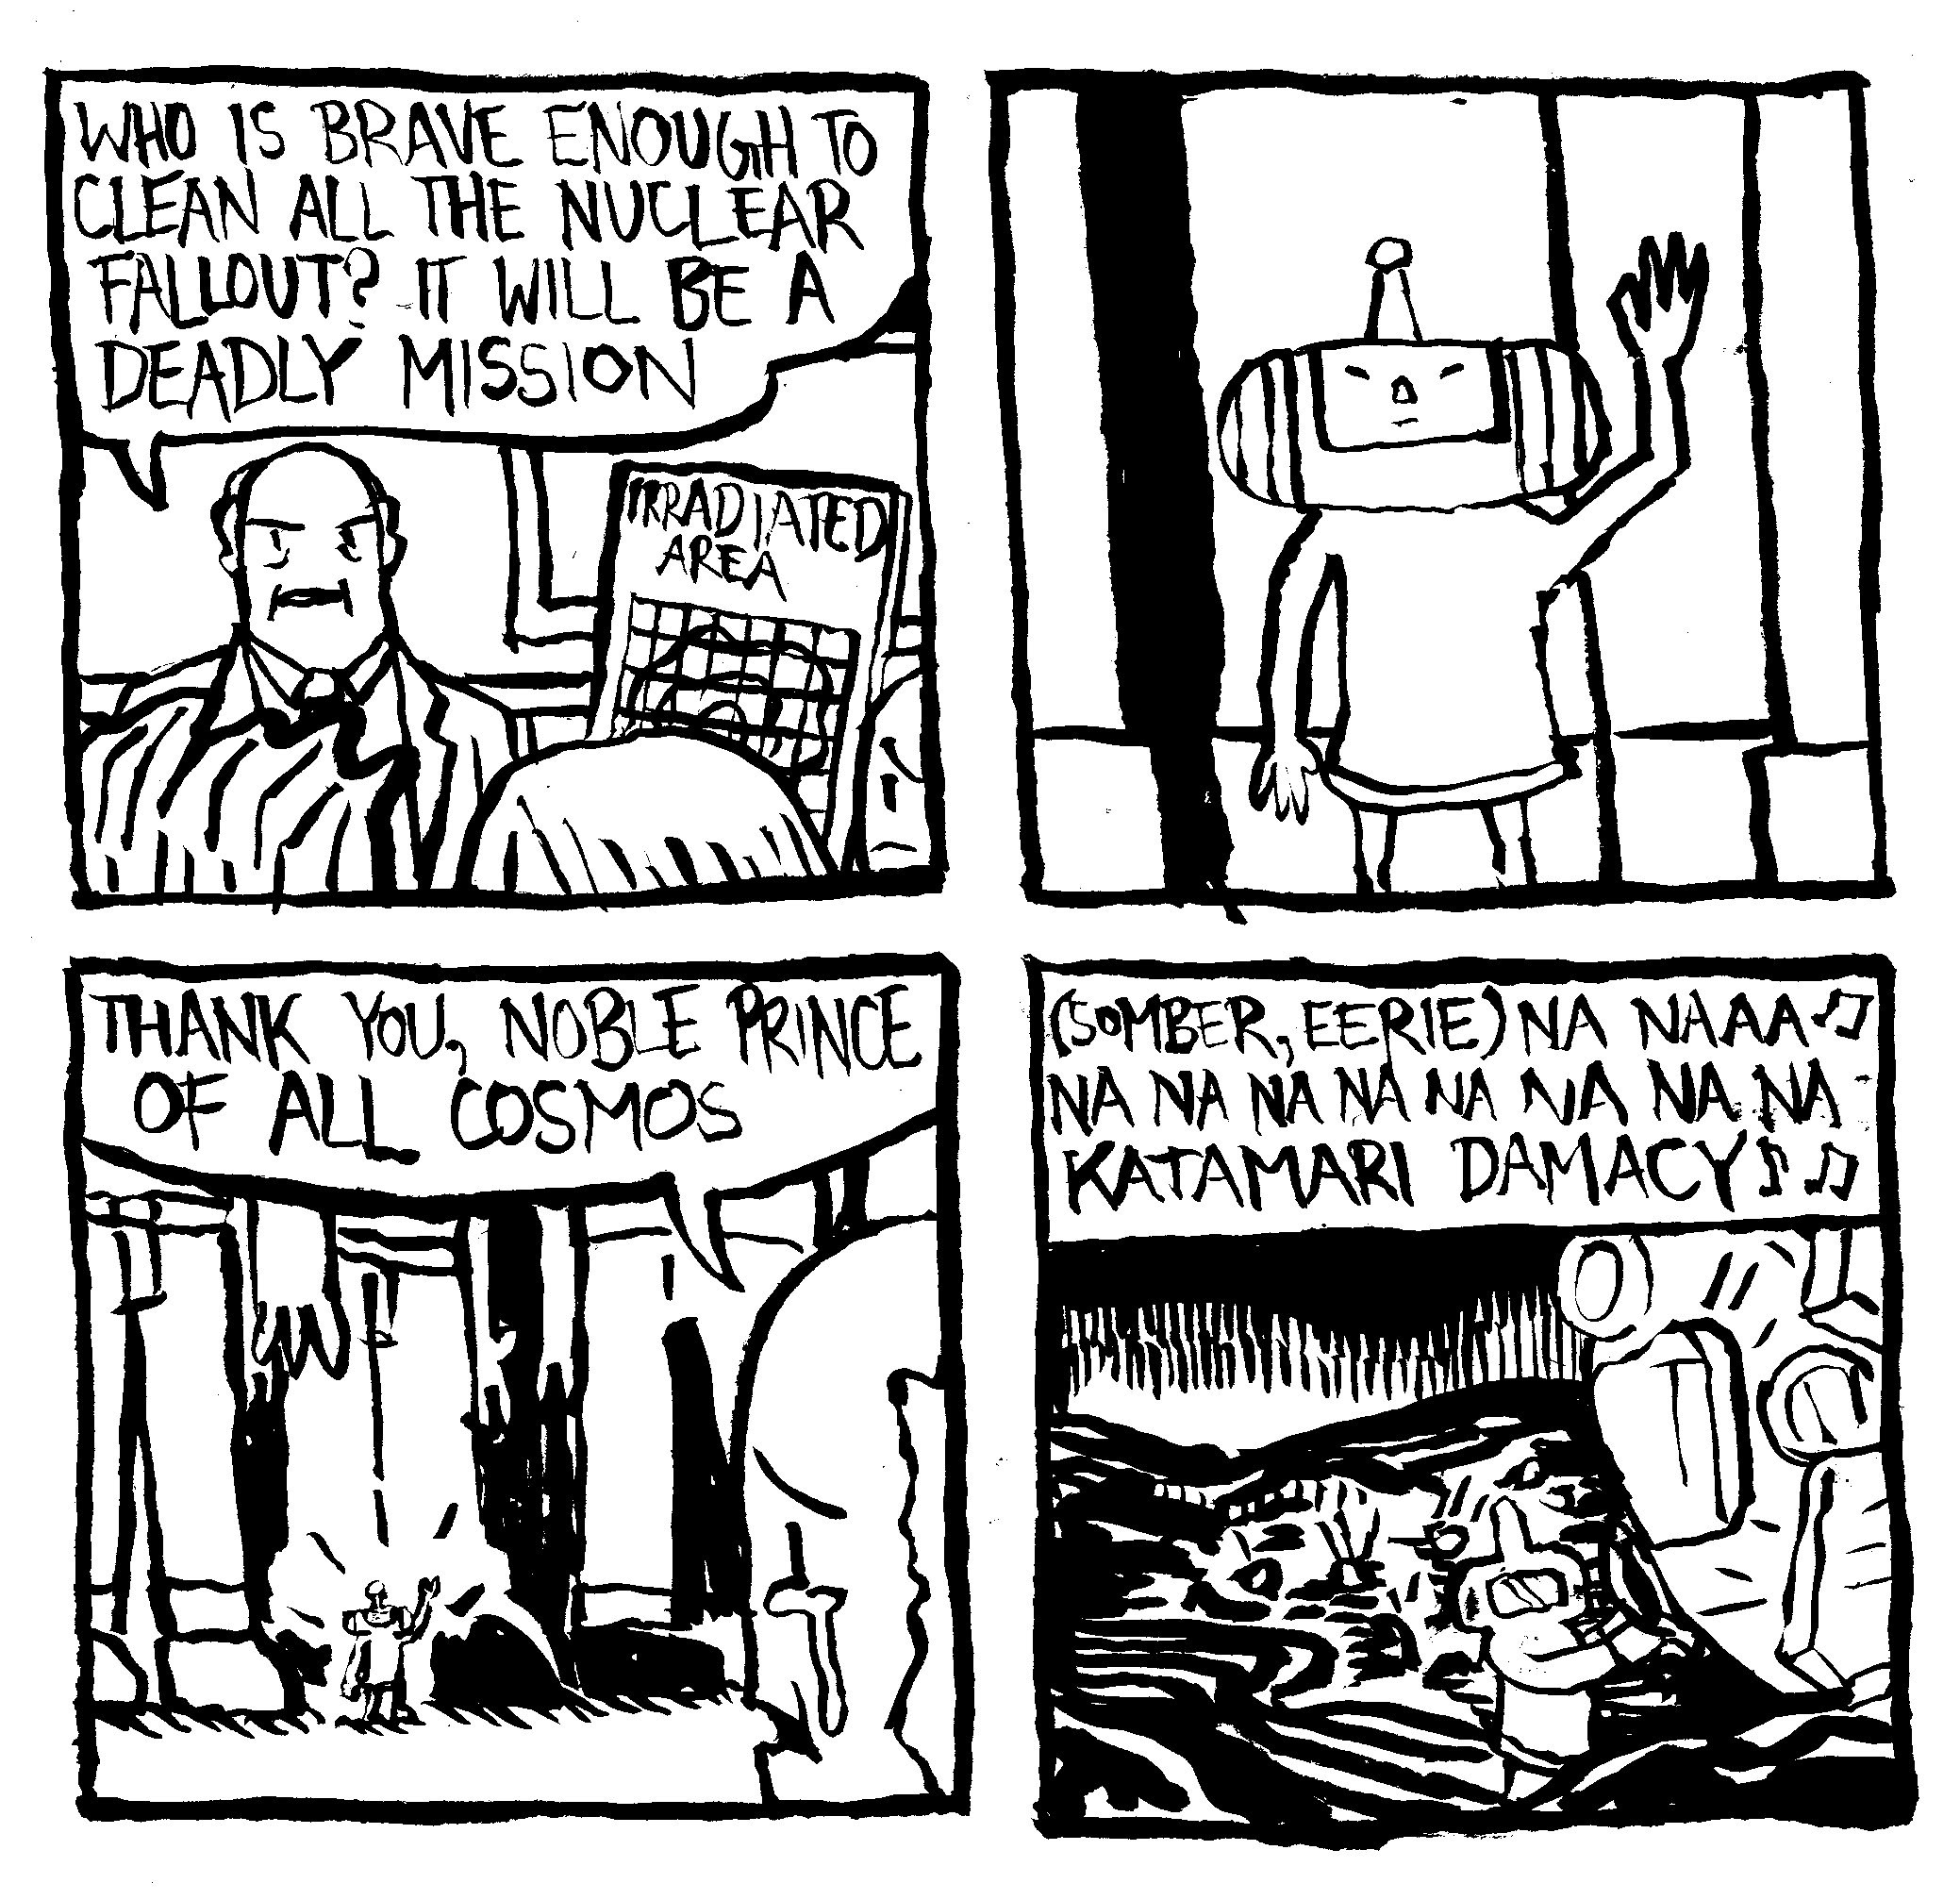 WHO IS BRAVE ENOUGH TO
CLEAN ALL THE NUCLEAR
FALLOUT? IT WILL BE A
DEADLY MISSION
IRRADIATED
AREA
THANK YOU, NOBLE PRINCE
OF ALL COSMOS
(SOMBER, EERIE) NA NAAA♫
NA NA NA NA NA NA NA NA
KATAMARI DAMACY♪♫